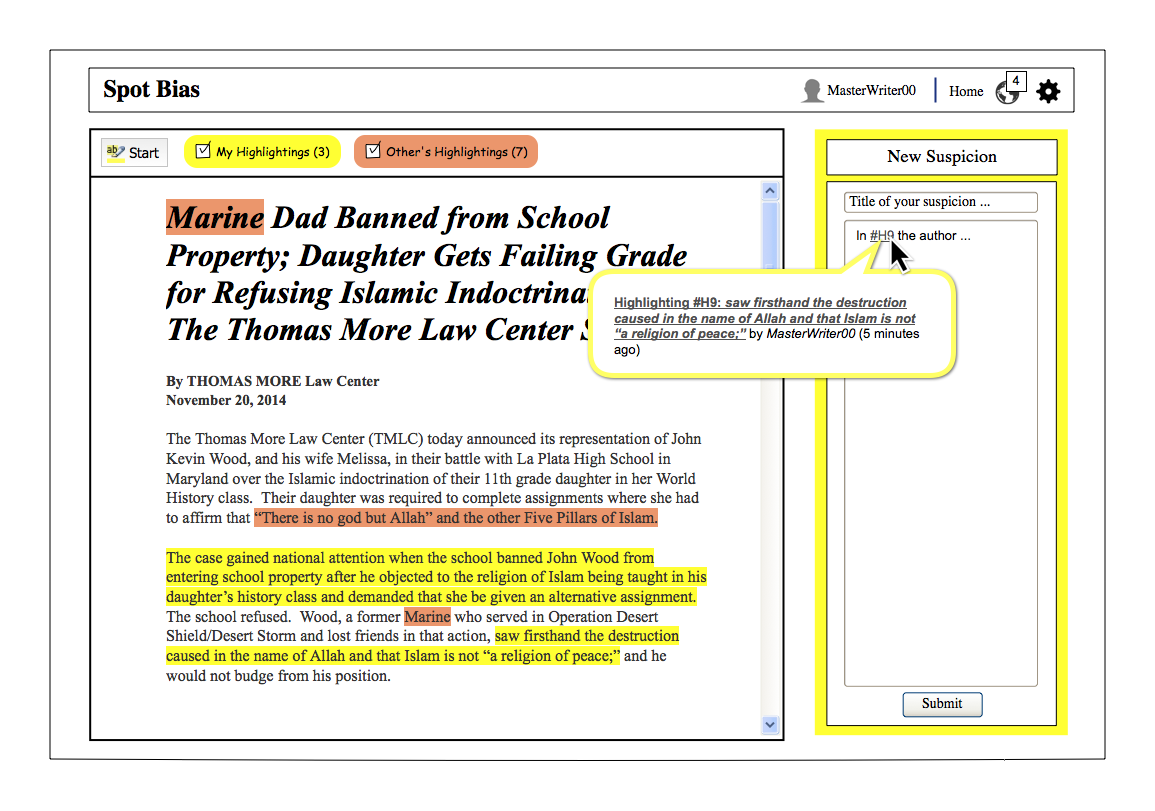 Spot Bias
MasterWriter00
Home
4
ab
Start
My Highlightings (3)
Other's Highlightings (7)
Marine Dad Banned from School
Property; Daughter Gets Failing Grade
for Refusing Islamic Indoctrina
The Thomas More Law Center S
By THOMAS MORE Law Center
November 20, 2014
The Thomas More Law Center (TMLC) today announced its representation of John
Kevin Wood, and his wife Melissa, in their battle with La Plata High School in
Maryland over the Islamic indoctrination of their 11th grade daughter in her World
History class.  Their daughter was required to complete assignments where she had
to affirm that “There is no god but Allah” and the other Five Pillars of Islam.
The case gained national attention when the school banned John Wood from
entering school property after he objected to the religion of Islam being taught in his
daughter’s history class and demanded that she be given an alternative assignment.
The school refused.  Wood, a former Marine who served in Operation Desert
Shield/Desert Storm and lost friends in that action, saw firsthand the destruction
caused in the name of Allah and that Islam is not “a religion of peace;” and he
would not budge from his position.
New Suspicion
Title of your suspicion ...
In #H9 the author ...
Highlighting #H9: saw firsthand the destruction
caused in the name of Allah and that Islam is not
“a religion of peace;” by MasterWriter00 (5 minutes
ago)
Submit